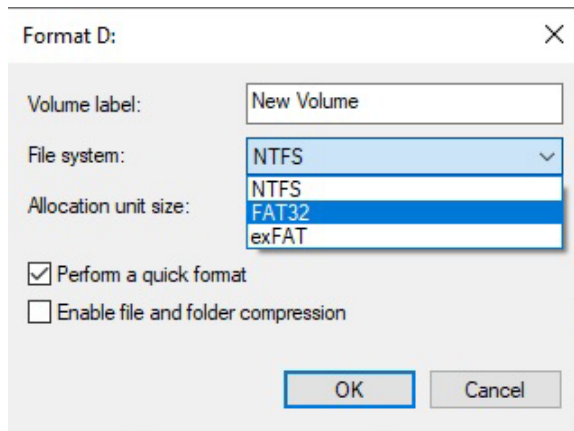 Format D:
Volume label:
New Volume
File system:
NTFS
NTFS
FAT32
exFAT
Allocation unit size:
Perform a quick format
Enable file and folder compression
OK
Cancel